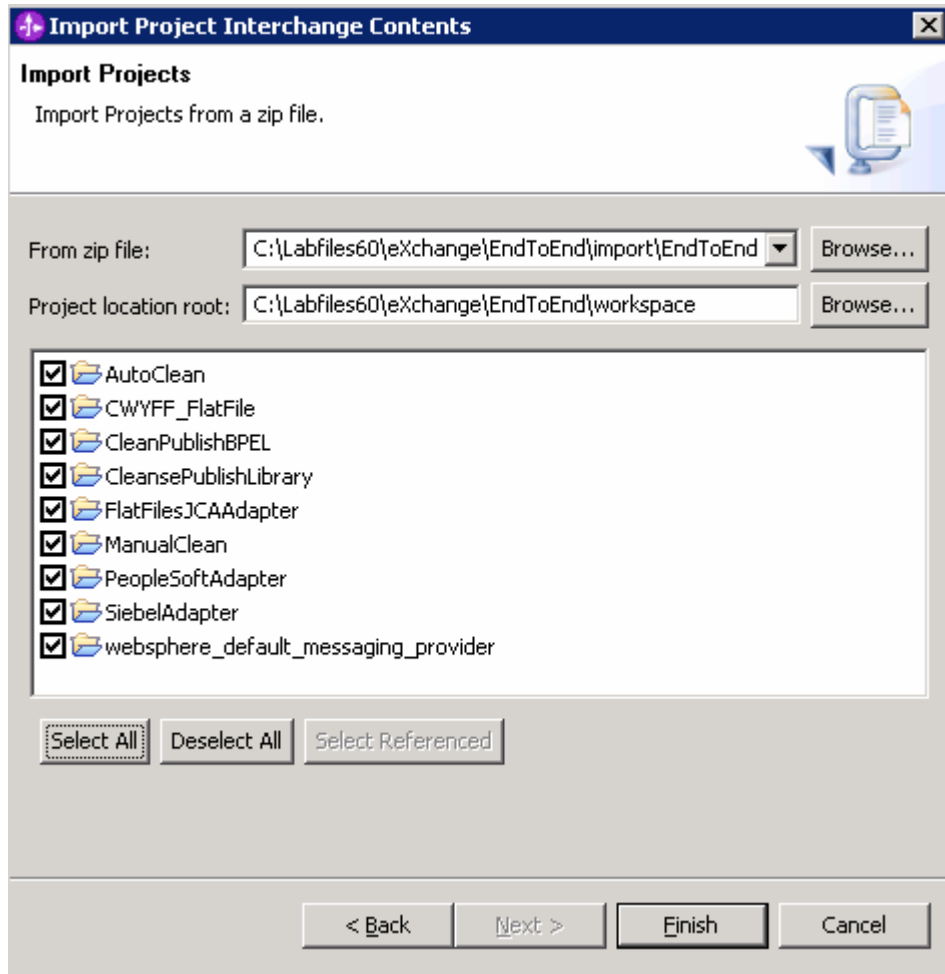 Import Project Interchange Contents
Import Projects
Import Projects from a zip file.
From zip file: C:\Labfiles60\eXchange\EndToEnd\import\EndToEnd Browse...
Project location root: C:\Labfiles60\eXchange\EndToEnd\workspace Browse...
AutoClean
CWYFF_FlatFile
CleanPublishBPEL
CleansePublishLibrary
FlatFilesJCAAdapter
ManualClean
PeopleSoftAdapter
SiebelAdapter
websphere_default_messaging_provider
Select All Deselect All Select Referenced
< Back Next > Finish Cancel